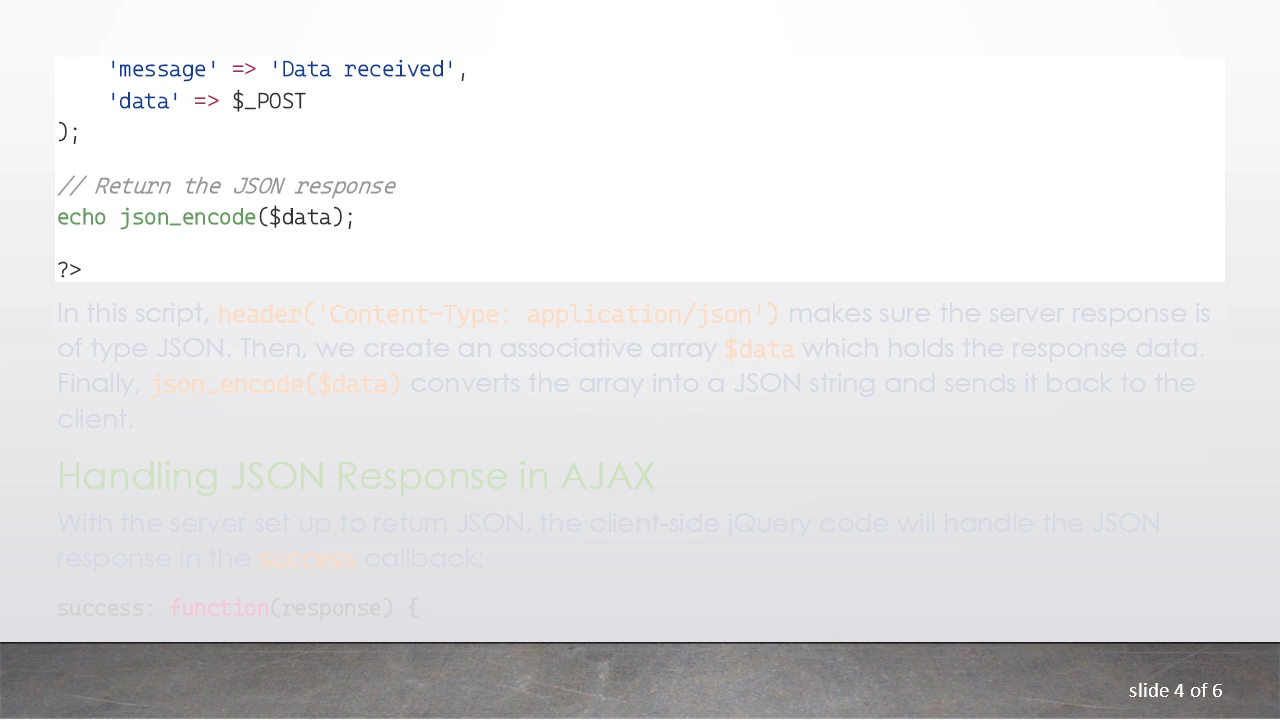 'message' => 'Data received',
'data' => $_POST
);
// Return the JSON response
echo json_encode($data);
?>
In this script, header('Content-Type: application/json') makes sure the server response is
of type JSON. Then, we create an associative array $data which holds the response data.
Finally, json_encode($data) converts the array into a JSON string and sends it back to the
client.
Handling JSON Response in AJAX
With the server set up to return JSON, the client-side jQuery code will handle the JSON
response in the success callback:
success: function(response) {
slide 4 of 6